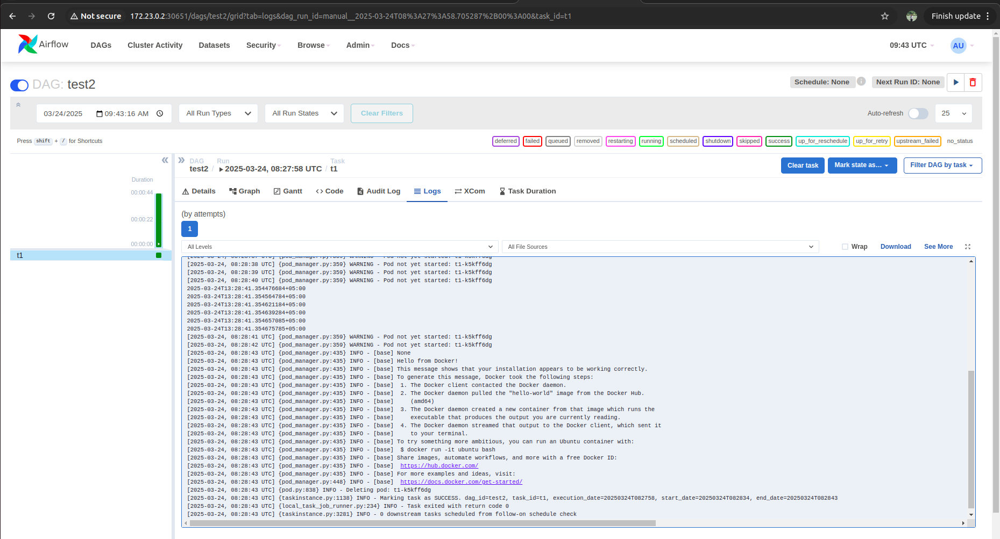 Not secure 172.23.0.2:30651/dags/test2/grid?tab=logs&dag_run_id=manual__2025-03-24T08%3A27%3A58.705287%2B00%3A00&task_id=t1 Finish update
Airflow DAGs Cluster Activity Datasets Security Browse Admin Docs 09:43 UTC AU
DAG: test2 Schedule: None i Next Run ID: None
03/24/2025 09:43:16 AM All Run Types All Run States Clear Filters Auto-refresh 25
Press shift + / for Shortcuts deferred failed queued removed restarting running scheduled shutdown skipped success up_for_reschedule up_for_retry upstream_failed no_status
DAG Run Task
test2 / 2025-03-24, 08:27:58 UTC / t1 Clear task Mark state as... Filter DAG by task
Duration
00:00:44
00:00:22
00:00:00
t1
Details Graph Gantt Code Audit Log Logs XCom Task Duration
(by attempts)
1
All Levels All File Sources Wrap Download See More
[2025-03-24, 08:28:37 UTC] {pod_manager.py:359} WARNING - Pod not yet started: t1-k5kff6dg
[2025-03-24, 08:28:38 UTC] {pod_manager.py:359} WARNING - Pod not yet started: t1-k5kff6dg
[2025-03-24, 08:28:39 UTC] {pod_manager.py:359} WARNING - Pod not yet started: t1-k5kff6dg
[2025-03-24, 08:28:40 UTC] {pod_manager.py:359} WARNING - Pod not yet started: t1-k5kff6dg
2025-03-24T13:28:41.354476684+05:00
2025-03-24T13:28:41.354564784+05:00
2025-03-24T13:28:41.354621184+05:00
2025-03-24T13:28:41.354639284+05:00
2025-03-24T13:28:41.354657085+05:00
2025-03-24T13:28:41.354675785+05:00
[2025-03-24, 08:28:41 UTC] {pod_manager.py:359} WARNING - Pod not yet started: t1-k5kff6dg
[2025-03-24, 08:28:42 UTC] {pod_manager.py:359} WARNING - Pod not yet started: t1-k5kff6dg
[2025-03-24, 08:28:43 UTC] {pod_manager.py:435} INFO - [base] None
[2025-03-24, 08:28:43 UTC] {pod_manager.py:435} INFO - [base] Hello from Docker!
[2025-03-24, 08:28:43 UTC] {pod_manager.py:435} INFO - [base] This message shows that your installation appears to be working correctly.
[2025-03-24, 08:28:43 UTC] {pod_manager.py:435} INFO - [base] To generate this message, Docker took the following steps:
[2025-03-24, 08:28:43 UTC] {pod_manager.py:435} INFO - [base]  1. The Docker client contacted the Docker daemon.
[2025-03-24, 08:28:43 UTC] {pod_manager.py:435} INFO - [base]  2. The Docker daemon pulled the "hello-world" image from the Docker Hub.
[2025-03-24, 08:28:43 UTC] {pod_manager.py:435} INFO - [base]     (amd64)
[2025-03-24, 08:28:43 UTC] {pod_manager.py:435} INFO - [base]  3. The Docker daemon created a new container from that image which runs the
[2025-03-24, 08:28:43 UTC] {pod_manager.py:435} INFO - [base]     executable that produces the output you are currently reading.
[2025-03-24, 08:28:43 UTC] {pod_manager.py:435} INFO - [base]  4. The Docker daemon streamed that output to the Docker client, which sent it
[2025-03-24, 08:28:43 UTC] {pod_manager.py:435} INFO - [base]     to your terminal.
[2025-03-24, 08:28:43 UTC] {pod_manager.py:435} INFO - [base] To try something more ambitious, you can run an Ubuntu container with:
[2025-03-24, 08:28:43 UTC] {pod_manager.py:435} INFO - [base]  $ docker run -it ubuntu bash
[2025-03-24, 08:28:43 UTC] {pod_manager.py:435} INFO - [base] Share images, automate workflows, and more with a free Docker ID:
[2025-03-24, 08:28:43 UTC] {pod_manager.py:435} INFO - [base]  https://hub.docker.com/
[2025-03-24, 08:28:43 UTC] {pod_manager.py:435} INFO - [base] For more examples and ideas, visit:
[2025-03-24, 08:28:43 UTC] {pod_manager.py:448} INFO - [base]  https://docs.docker.com/get-started/
[2025-03-24, 08:28:43 UTC] {pod.py:838} INFO - Deleting pod: t1-k5kff6dg
[2025-03-24, 08:28:43 UTC] {taskinstance.py:1138} INFO - Marking task as SUCCESS. dag_id=test2, task_id=t1, execution_date=20250324T082758, start_date=20250324T082834, end_date=20250324T082843
[2025-03-24, 08:28:43 UTC] {local_task_job_runner.py:234} INFO - Task exited with return code 0
[2025-03-24, 08:28:43 UTC] {taskinstance.py:3281} INFO - 0 downstream tasks scheduled from follow-on schedule check